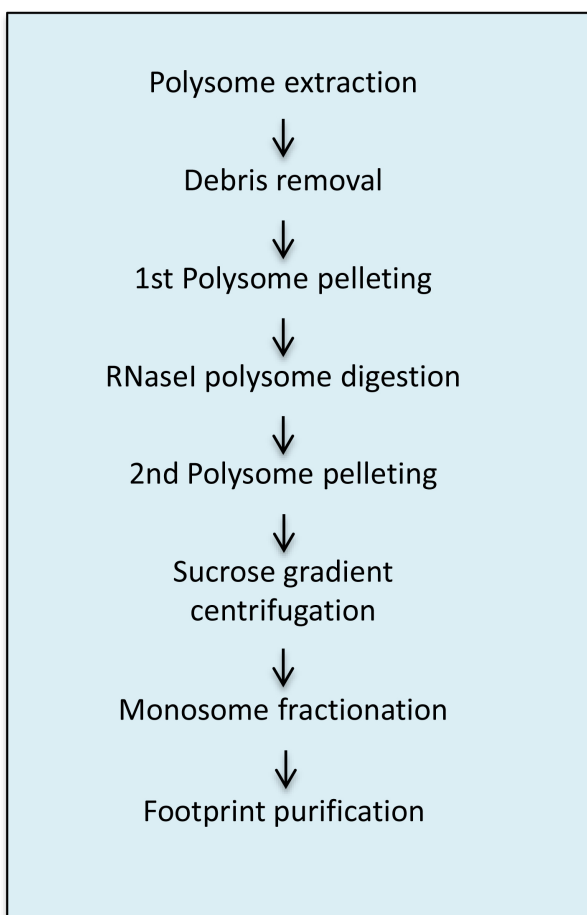 Polysome extraction
Debris removal
1st Polysome pelleting
RNaseI polysome digestion
2nd Polysome pelleting
Sucrose gradient
centrifugation
Monosome fractionation
Footprint purification